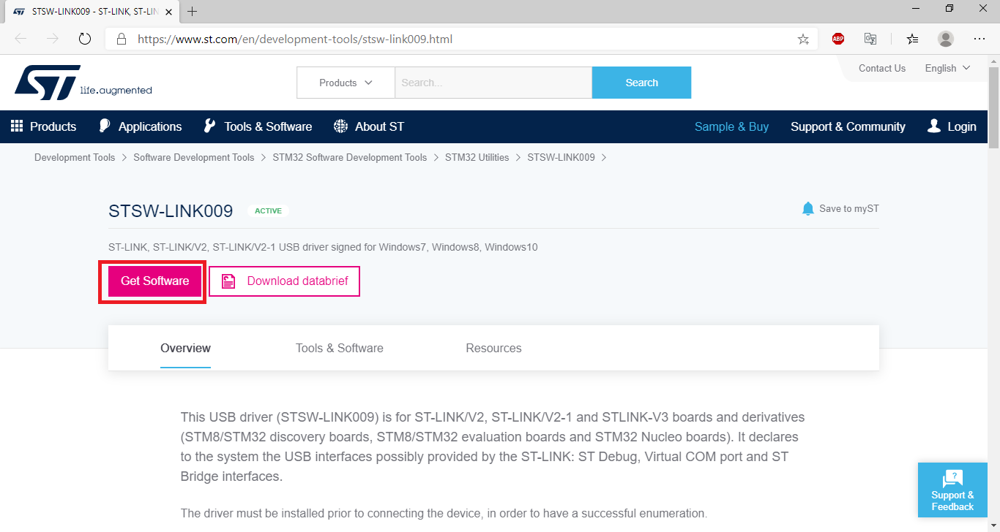 STSW-LINK009 - ST-LINK, ST-LIN
https://www.st.com/en/development-tools/stsw-link009.html
ABP
ST life.augmented
Products
Search...
Search
Contact Us
English
Products
Applications
Tools & Software
About ST
Sample & Buy
Support & Community
Login
Development Tools > Software Development Tools > STM32 Software Development Tools > STM32 Utilities > STSW-LINK009 >
STSW-LINK009
ACTIVE
Save to myST
ST-LINK, ST-LINK/V2, ST-LINK/V2-1 USB driver signed for Windows7, Windows8, Windows10
Get Software
Download databrief
Overview
Tools & Software
Resources
This USB driver (STSW-LINK009) is for ST-LINK/V2, ST-LINK/V2-1 and STLINK-V3 boards and derivatives
(STM8/STM32 discovery boards, STM8/STM32 evaluation boards and STM32 Nucleo boards). It declares
to the system the USB interfaces possibly provided by the ST-LINK: ST Debug, Virtual COM port and ST
Bridge interfaces.
The driver must be installed prior to connecting the device, in order to have a successful enumeration.
?
Support &
Feedback